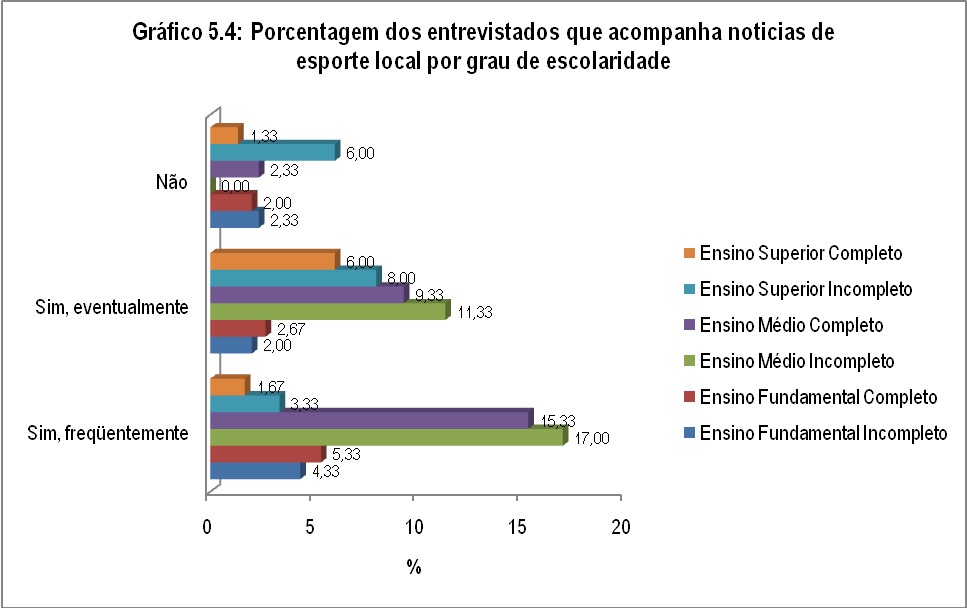 Gráfico 5.4: Porcentagem dos entrevistados que acompanha noticias de
esporte local por grau de escolaridade
Não
1,33
6,00
2,33
0,00
2,00
2,33
Sim, eventualmente
6,00
8,00
9,33
11,33
2,67
2,00
Sim, freqüentemente
1,67
3,33
15,33
17,00
5,33
4,33
0 5 10 15 20
%
Ensino Superior Completo
Ensino Superior Incompleto
Ensino Médio Completo
Ensino Médio Incompleto
Ensino Fundamental Completo
Ensino Fundamental Incompleto